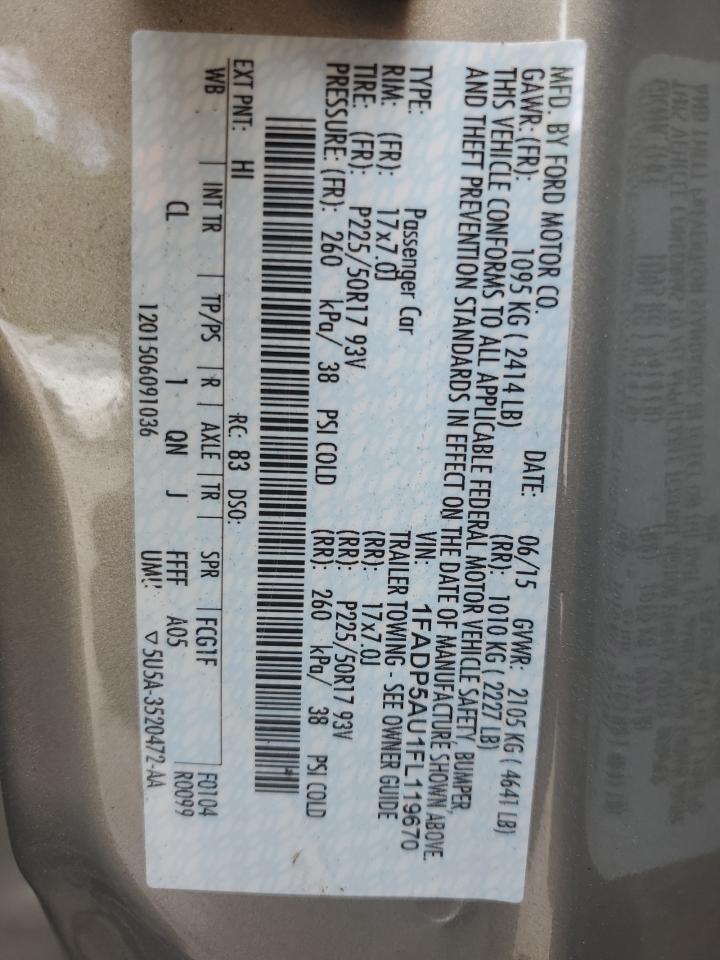 MFD. BY FORD MOTOR CO.
DATE: 06/15 GVWR: 2105 KG ( 4641 LB)
GAWR: (FR): 1095 KG ( 2414 LB) (RR): 1010 KG ( 2227 LB)
THIS VEHICLE CONFORMS TO ALL APPLICABLE FEDERAL MOTOR VEHICLE SAFETY, BUMPER,
AND THEFT PREVENTION STANDARDS IN EFFECT ON THE DATE OF MANUFACTURE SHOWN ABOVE.
VIN: 1FADP5AU1FL119670
TYPE: Passenger Car TRAILER TOWING - SEE OWNER GUIDE
RIM: (FR): 17x7.0J (RR): 17x7.0J
TIRE: (FR): P225/50R17 93V (RR): P225/50R17 93V
PRESSURE: (FR): 260 kPa/ 38 PSI COLD (RR): 260 kPa/ 38 PSI COLD
EXT PNT: HI RC: 83 DSO:
WB INT TR TP/PS R AXLE TR SPR FCG1F F0104
CL 1 QN J FFFF A05 R0099
1201506091036 ▽5U5A-3520472-AA